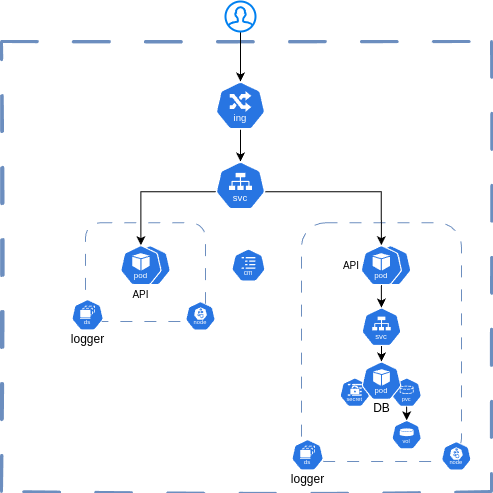 ing
svc
pod
API
cm
API
pod
ds
node
logger
svc
secret
pod
pvc
DB
vol
ds
node
logger